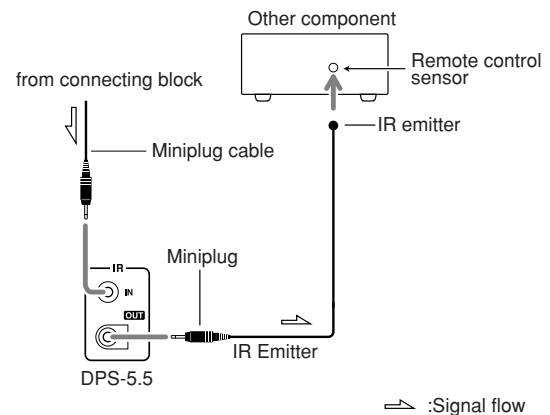 Other component
Remote control
sensor
from connecting block
IR emitter
Miniplug cable
Miniplug
IR
IN
OUT
IR Emitter
DPS-5.5
:Signal flow